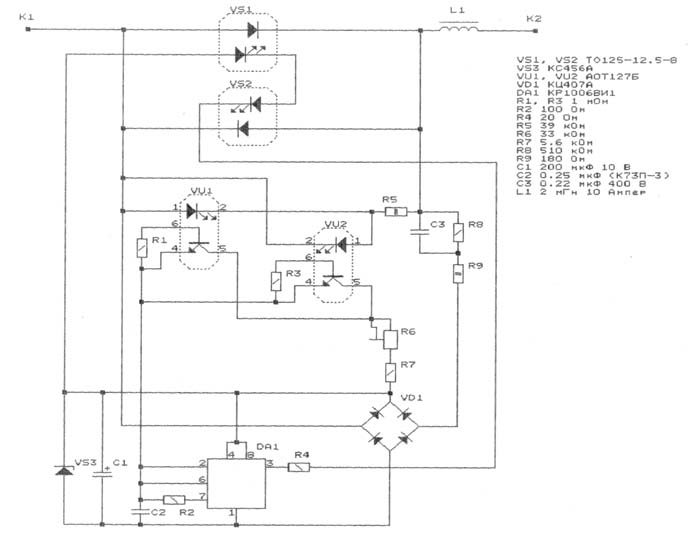 VS1
L1
K1
K2
VS2
VS1, VS2 ТО125-12.5-8
VS3 КС456А
VU1, VU2 АОТ127Б
VD1 КЦ407А
DA1 КР1006ВИ1
R1, R3 1 мОм
R2 100 Ом
R4 20 Ом
R5 39 кОм
R6 33 кОм
R7 5,6 кОм
R8 510 кОм
R9 180 Ом
C1 200 мкФ 10 В
C2 0.25 мкФ (К73П-3)
C3 0.22 мкФ 400 В
L1 2 мГн 10 Ампер
VU1
R5
1 2
VU2
C3
R8
R1
6
2 1
4 5
6
R9
R3
4 5
R6
R7
VD1
DA1
4 8
VS3
C1
2
3
R4
6
7
C2
R2
1